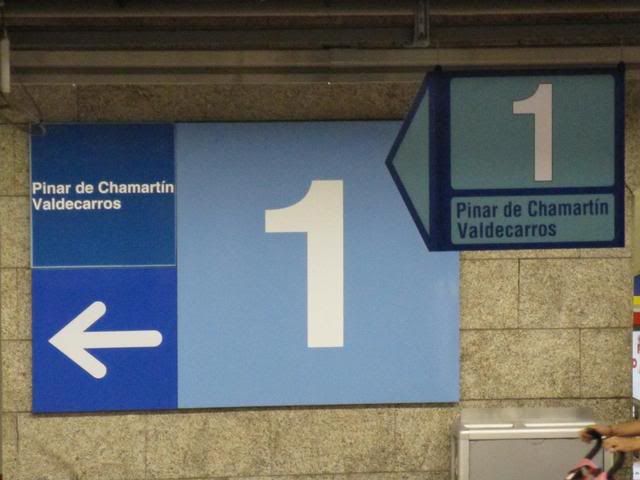 Pinar de Chamartín
Valdecarros
1
1
Pinar de Chamartín
Valdecarros